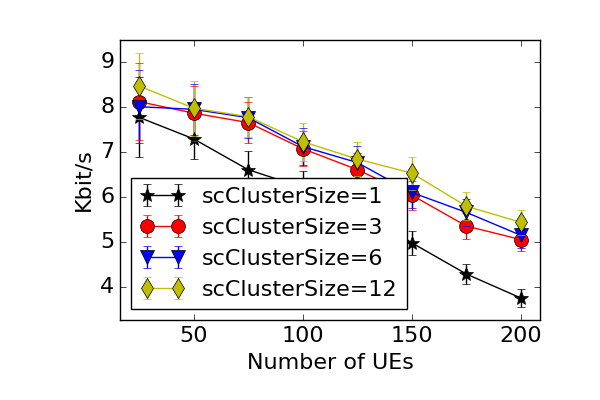 9
8
7
6
5
4
Kbit/s
scClusterSize=1
scClusterSize=3
scClusterSize=6
scClusterSize=12
50
100
150
200
Number of UEs